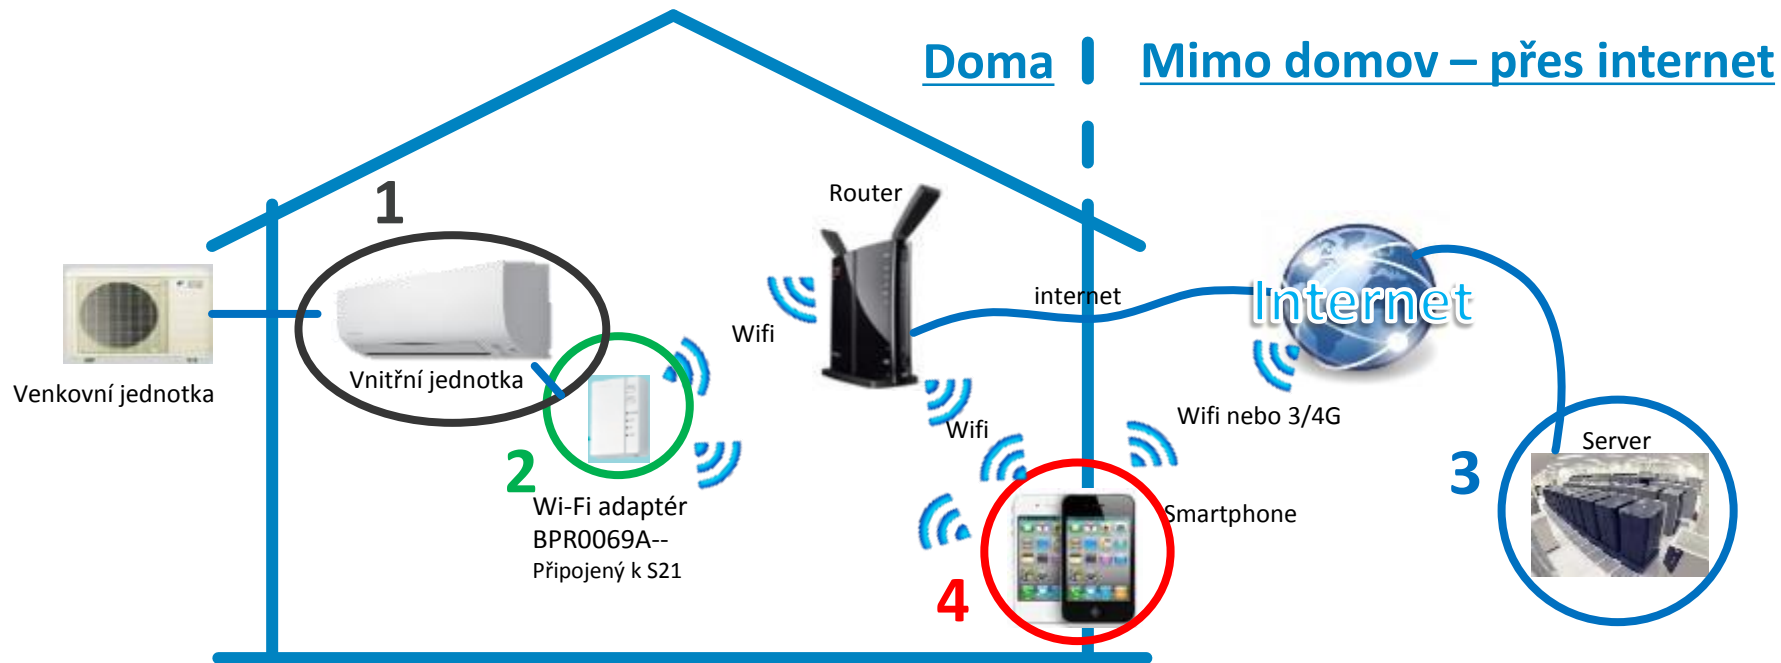 Doma
Mimo domov – přes internet
1
Router
internet
Internet
Wifi
Venkovní jednotka
Vnitřní jednotka
Wifi
Wifi nebo 3/4G
Server
2
3
Wi-Fi adaptér
BPR0069A--
Připojený k S21
Smartphone
4